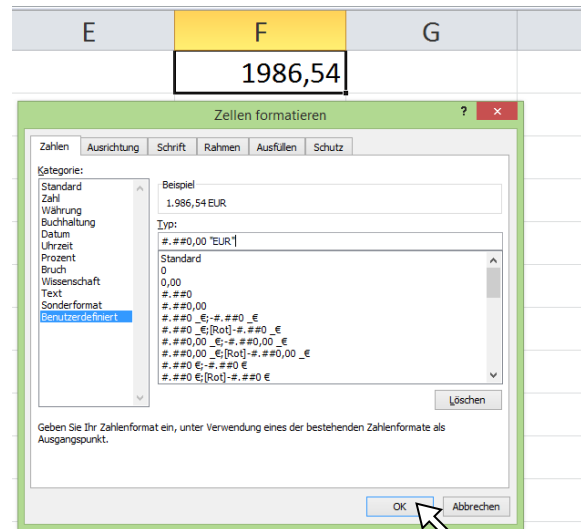 E F G
1986,54
Zellen formatieren ?
Zahlen Ausrichtung Schrift Rahmen Ausfüllen Schutz
Kategorie:
Standard
Zahl
Währung
Buchhaltung
Datum
Uhrzeit
Prozent
Bruch
Wissenschaft
Text
Sonderformat
Benutzerdefiniert
Beispiel
1.986,54 EUR
Typ:
#.##0,00 "EUR"
Standard
0
0,00
#.##0
#.##0,00
#.##0 _€;-#.##0 _€
#.##0 _€;[Rot]-#.##0 _€
#.##0,00 _€;-#.##0,00 _€
#.##0,00 _€;[Rot]-#.##0,00 _€
#.##0 €;-#.##0 €
#.##0 €;[Rot]-#.##0 €
Löschen
Geben Sie Ihr Zahlenformat ein, unter Verwendung eines der bestehenden Zahlenformate als
Ausgangspunkt.
OK Abbrechen